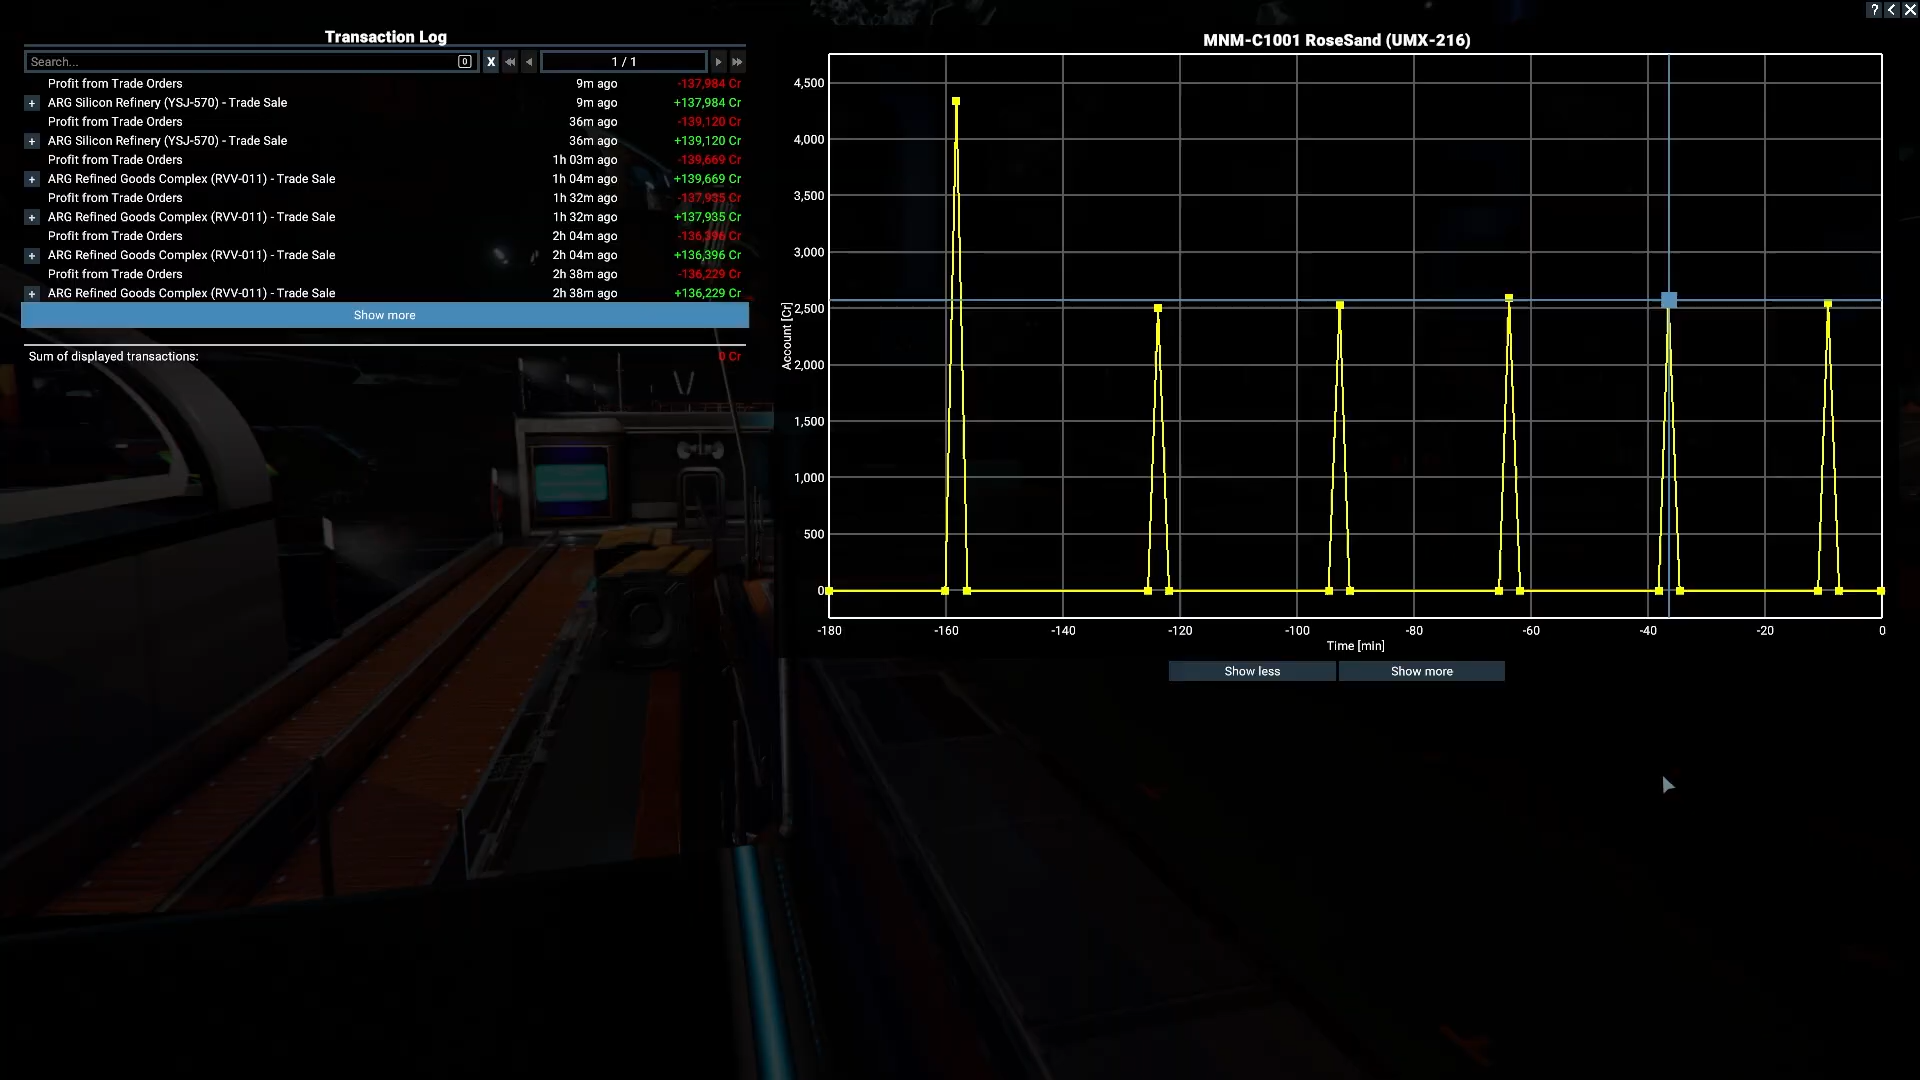 Transaction Log
Search... 0 X 1 / 1
Profit from Trade Orders 9m ago -137,984 Cr
+ ARG Silicon Refinery (YSJ-570) - Trade Sale 9m ago +137,984 Cr
Profit from Trade Orders 36m ago -139,120 Cr
+ ARG Silicon Refinery (YSJ-570) - Trade Sale 36m ago +139,120 Cr
Profit from Trade Orders 1h 03m ago -139,669 Cr
+ ARG Refined Goods Complex (RVV-011) - Trade Sale 1h 04m ago +139,669 Cr
Profit from Trade Orders 1h 32m ago -137,935 Cr
+ ARG Refined Goods Complex (RVV-011) - Trade Sale 1h 32m ago +137,935 Cr
Profit from Trade Orders 2h 04m ago -136,396 Cr
+ ARG Refined Goods Complex (RVV-011) - Trade Sale 2h 04m ago +136,396 Cr
Profit from Trade Orders 2h 38m ago -136,229 Cr
+ ARG Refined Goods Complex (RVV-011) - Trade Sale 2h 38m ago +136,229 Cr
Show more
Sum of displayed transactions: 0 Cr
? < X
MNM-C1001 RoseSand (UMX-216)
4,500
4,000
3,500
3,000
2,500
2,000
1,500
1,000
500
0
Account [Cr]
-180 -160 -140 -120 -100 -80 -60 -40 -20 0
Time [min]
Show less Show more